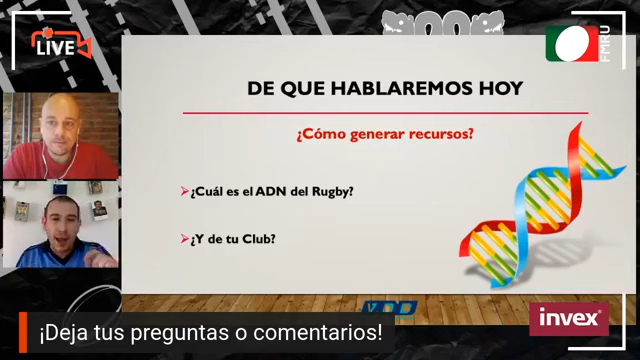 LIVE
FMRU
DE QUE HABLAREMOS HOY
¿Cómo generar recursos?
¿Cuál es el ADN del Rugby?
¿Y de tu Club?
¡Deja tus preguntas o comentarios!
invex